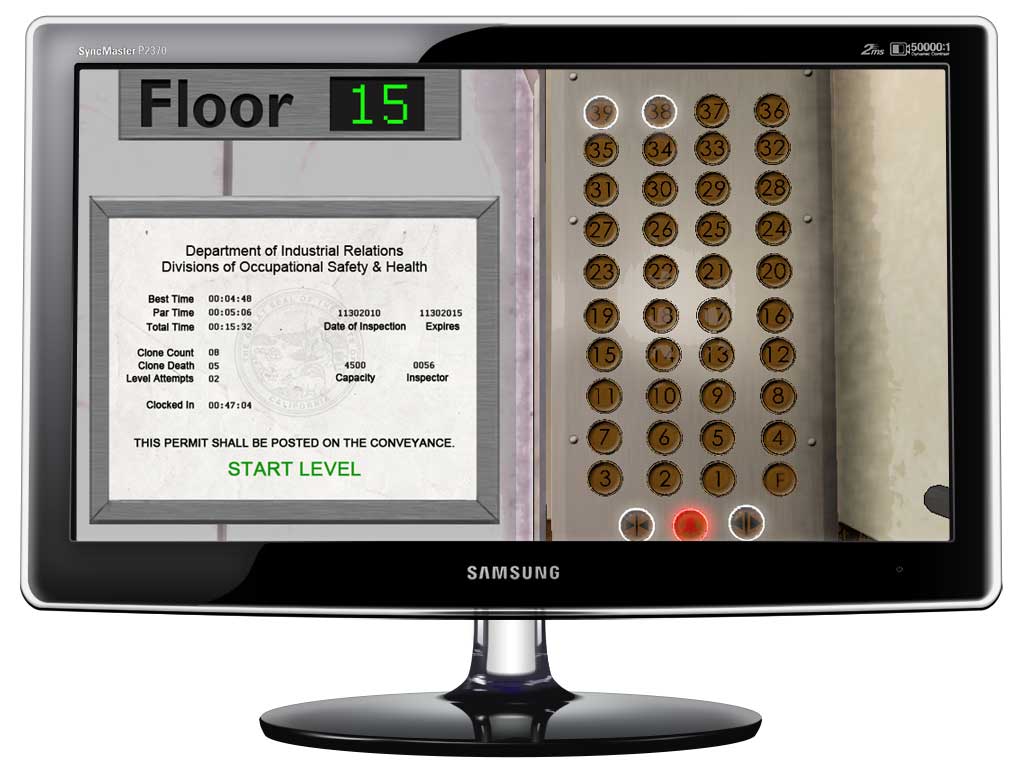 SyncMaster P2370
2ms 50000:1
Dynamic Contrast
Floor 15
Department of Industrial Relations
Divisions of Occupational Safety & Health
Best Time 00:04:48
Par Time 00:05:06 11302010 11302015
Total Time 00:15:32 Date of Inspection Expires
Clone Count 08
Clone Death 05 4500 0056
Level Attempts 02 Capacity Inspector
Clocked In 00:47:04
THIS PERMIT SHALL BE POSTED ON THE CONVEYANCE.
START LEVEL
39 38 37 36
35 34 33 32
31 30 29 28
27 26 25 24
23 22 21 20
19 18 17 16
15 14 13 12
11 10 9 8
7 6 5 4
3 2 1 P
SAMSUNG